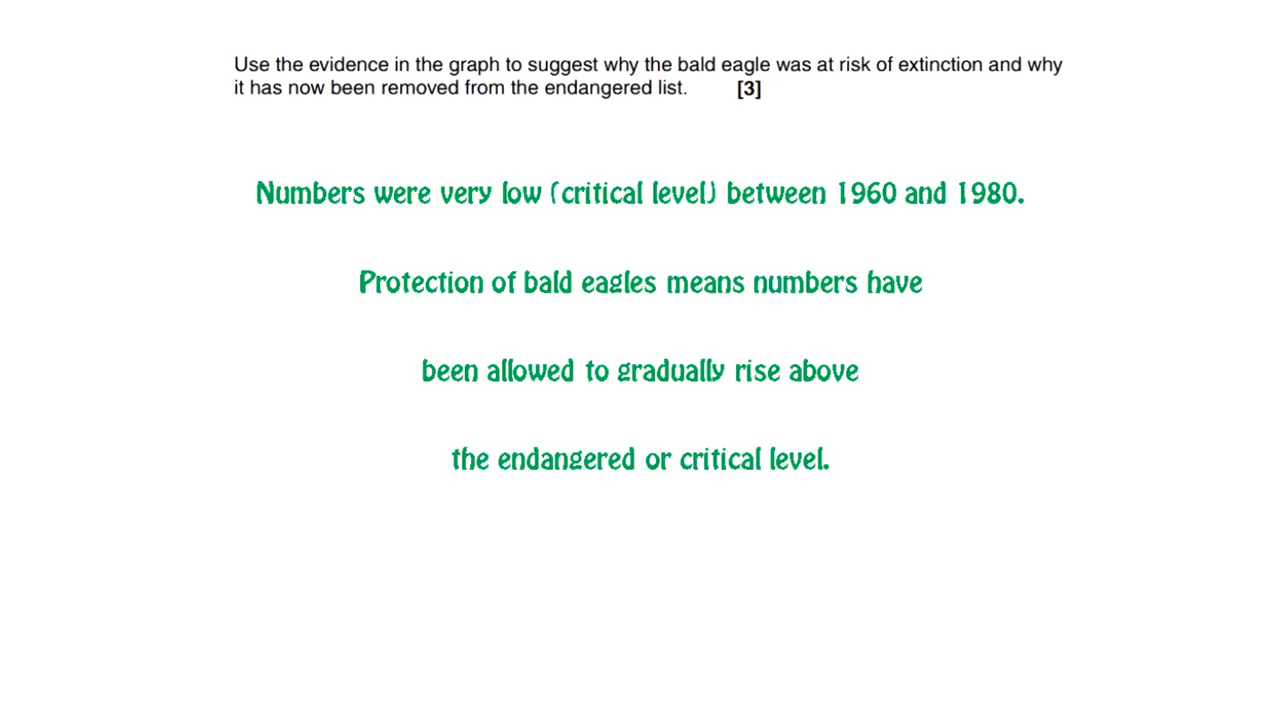 Use the evidence in the graph to suggest why the bald eagle was at risk of extinction and why
it has now been removed from the endangered list. [3]
Numbers were very low (critical level) between 1960 and 1980.
Protection of bald eagles means numbers have
been allowed to gradually rise above
the endangered or critical level.